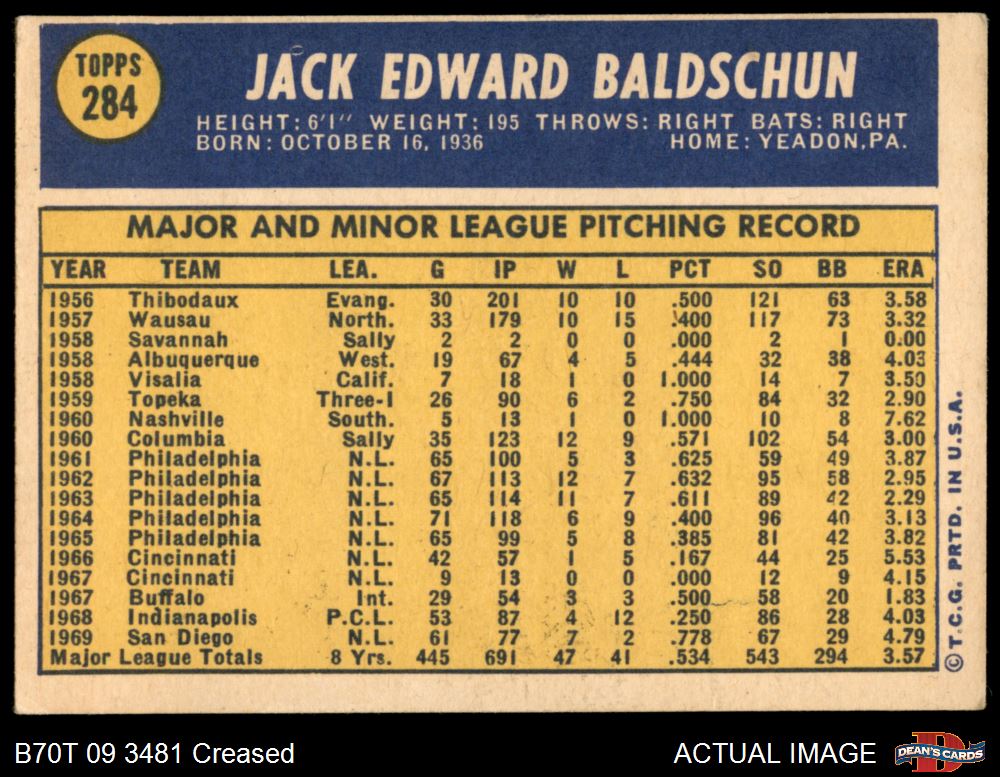 TOPPS
284
JACK EDWARD BALDSCHUN
HEIGHT: 6'1" WEIGHT: 195 THROWS: RIGHT BATS: RIGHT
BORN: OCTOBER 16, 1936 HOME: YEADON, PA.
MAJOR AND MINOR LEAGUE PITCHING RECORD
YEAR TEAM LEA. G IP W L PCT SO BB ERA
1956 Thibodaux Evang. 30 201 10 10 .500 121 63 3.58
1957 Wausau North. 33 179 10 15 .400 117 73 3.32
1958 Savannah Sally 2 2 0 0 .000 2 1 0.00
1958 Albuquerque West. 19 67 4 5 .444 32 38 4.03
1958 Visalia Calif. 7 18 1 0 1.000 14 7 3.50
1959 Topeka Three-I 26 90 6 2 .750 84 32 2.90
1960 Nashville South. 5 13 1 0 1.000 10 8 7.62
1960 Columbia Sally 35 123 12 9 .571 102 54 3.00
1961 Philadelphia N.L. 65 100 5 3 .625 59 49 3.87
1962 Philadelphia N.L. 67 113 12 7 .632 95 58 2.95
1963 Philadelphia N.L. 65 114 11 7 .611 89 42 2.29
1964 Philadelphia N.L. 71 118 6 9 .400 96 40 3.13
1965 Philadelphia N.L. 65 99 5 8 .385 81 42 3.82
1966 Cincinnati N.L. 42 57 1 5 .167 44 25 5.53
1967 Cincinnati N.L. 9 13 0 0 .000 12 9 4.15
1967 Buffalo Int. 29 54 3 3 .500 58 20 1.83
1968 Indianapolis P.C.L. 53 87 4 12 .250 86 28 4.03
1969 San Diego N.L. 61 77 7 2 .778 67 29 4.79
Major League Totals 8 Yrs. 445 691 47 41 .534 543 294 3.57
© T.C.G. PRTD. IN U.S.A.
B70T 09 3481 Creased ACTUAL IMAGE
DEAN'S CARDS